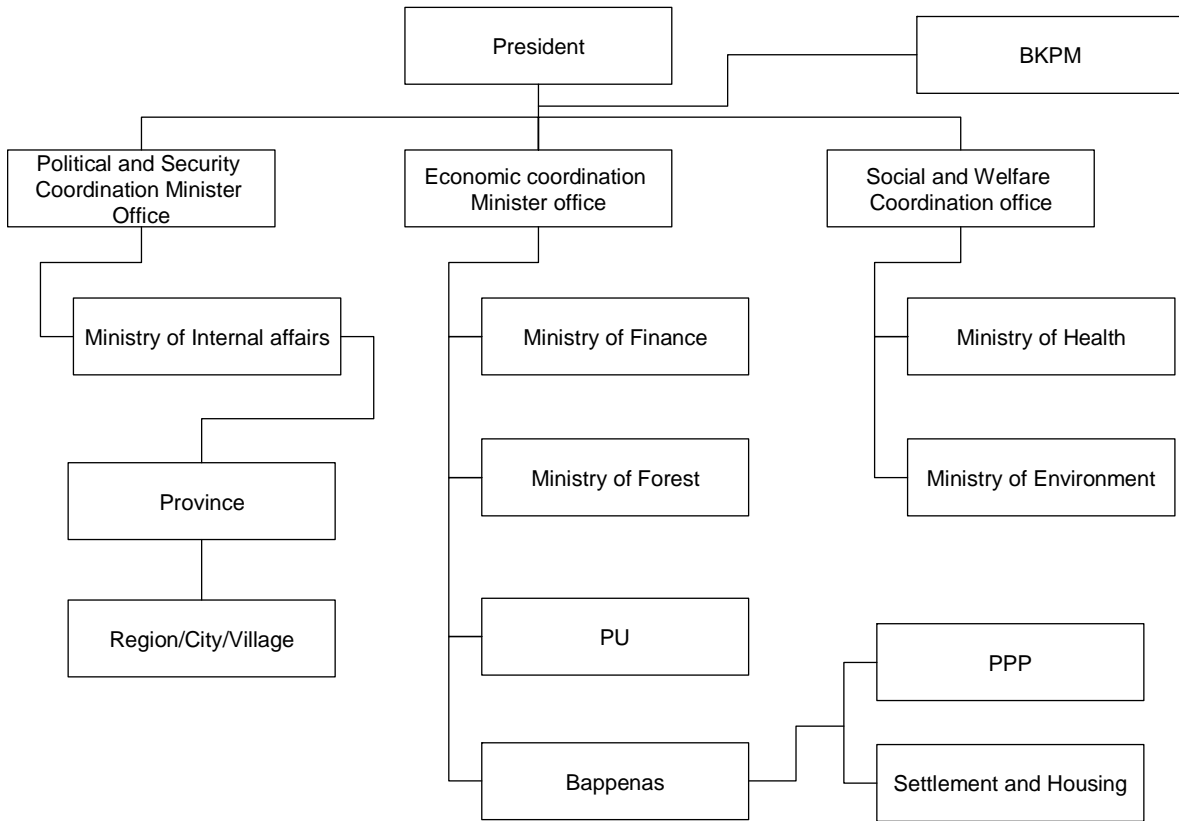 President
BKPM
Political and Security
Coordination Minister
Office
Economic coordination
Minister office
Social and Welfare
Coordination office
Ministry of Internal affairs
Ministry of Finance
Ministry of Health
Ministry of Forest
Ministry of Environment
Province
Region/City/Village
PU
PPP
Bappenas
Settlement and Housing